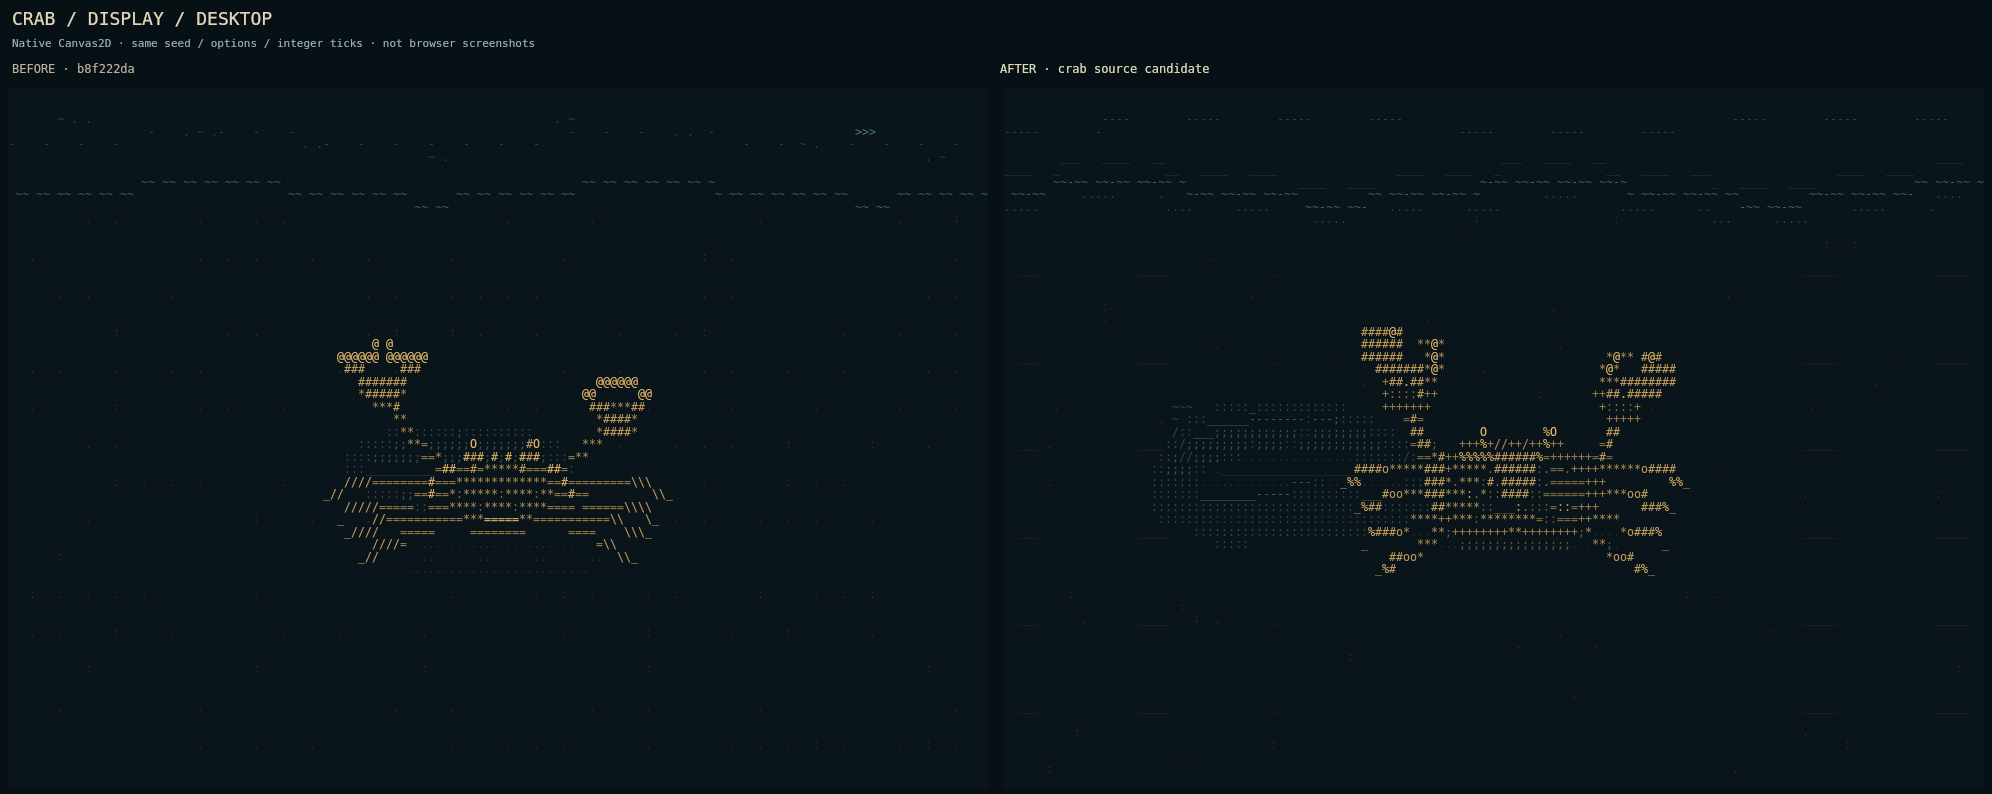 CRAB / DISPLAY / DESKTOP
Native Canvas2D · same seed / options / integer ticks · not browser screenshots
BEFORE · b8f222da
AFTER · crab source candidate